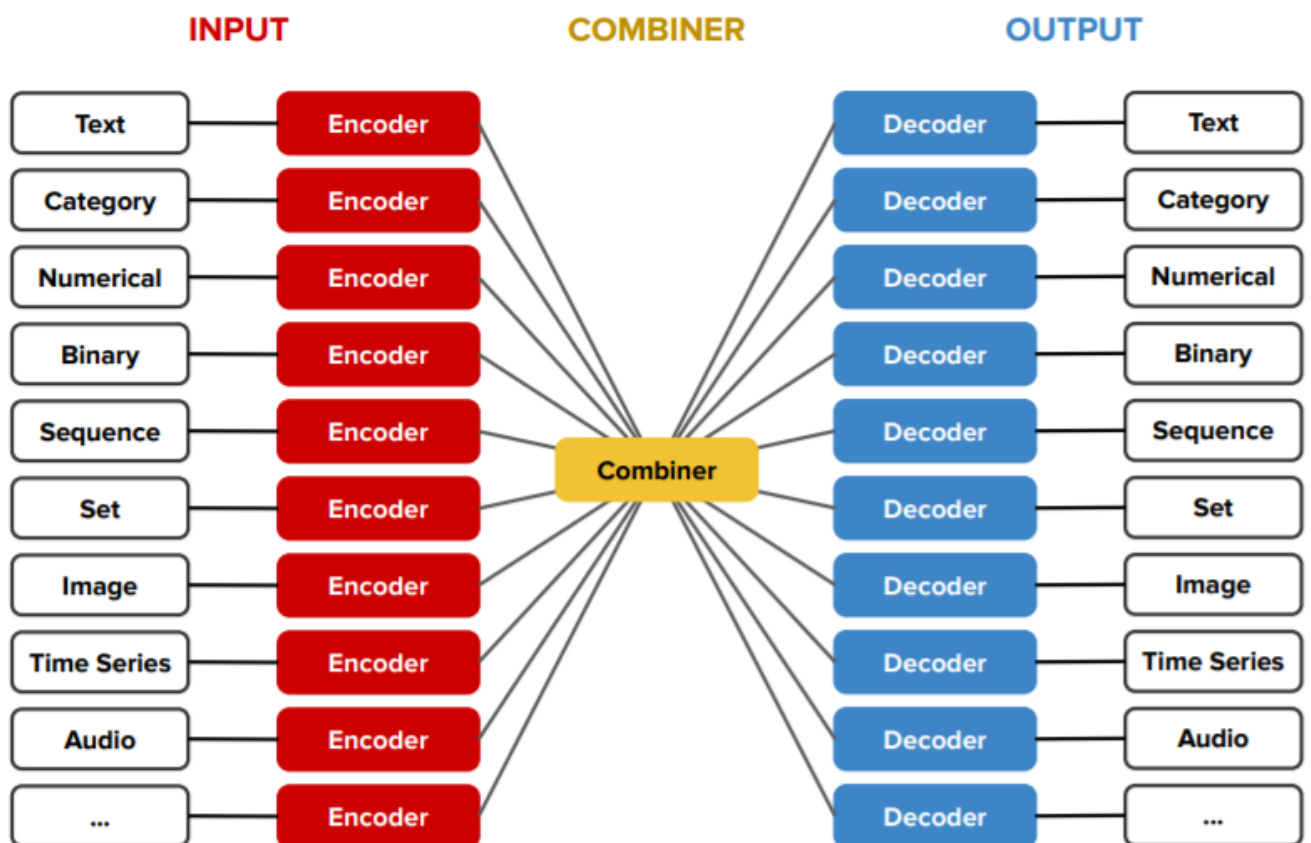 INPUT COMBINER OUTPUT
Text Encoder Decoder Text
Category Encoder Decoder Category
Numerical Encoder Decoder Numerical
Binary Encoder Decoder Binary
Sequence Encoder Decoder Sequence
Combiner
Set Encoder Decoder Set
Image Encoder Decoder Image
Time Series Encoder Decoder Time Series
Audio Encoder Decoder Audio
... Encoder Decoder ...